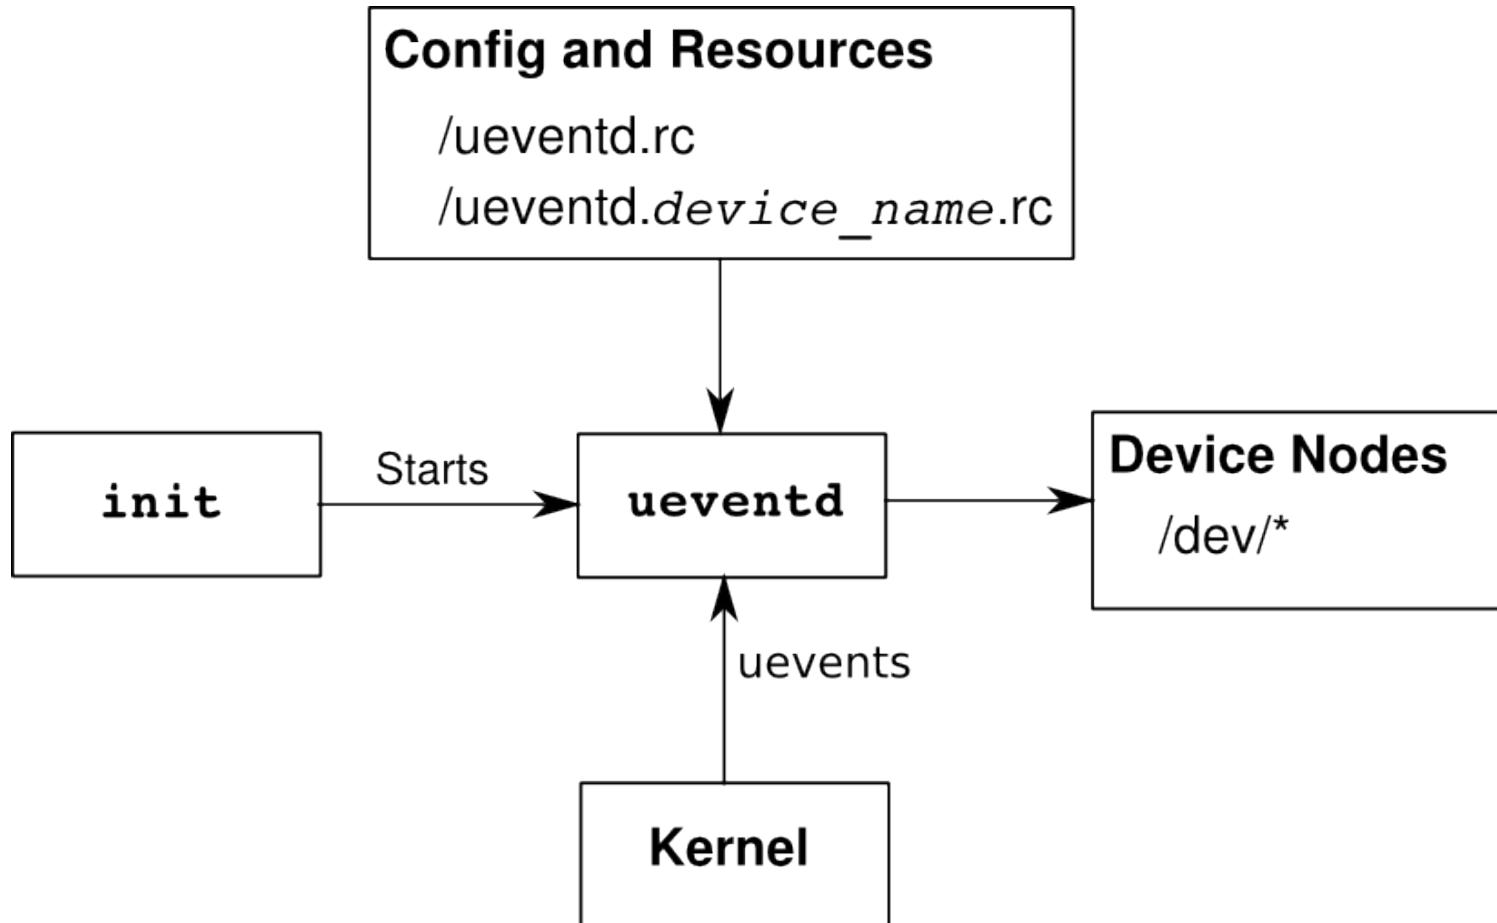 Config and Resources
/ueventd.rc
/ueventd.device_name.rc
init
Starts
ueventd
Device Nodes
/dev/*
uevents
Kernel